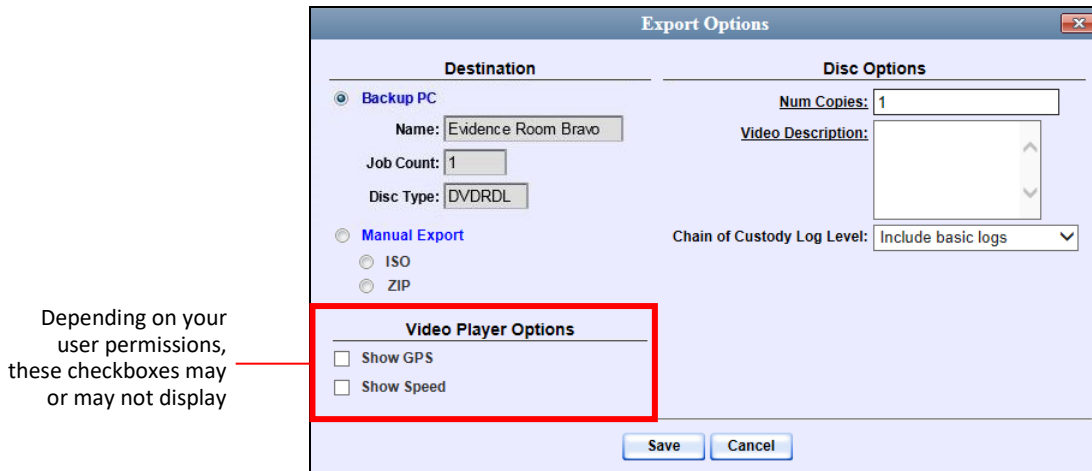 Export Options
Destination
Backup PC
Name: Evidence Room Bravo
Job Count: 1
Disc Type: DVDRDL
Manual Export
ISO
ZIP
Disc Options
Num Copies: 1
Video Description:
Chain of Custody Log Level: Include basic logs
Video Player Options
Show GPS
Show Speed
Depending on your
user permissions,
these checkboxes may
or may not display
Save Cancel